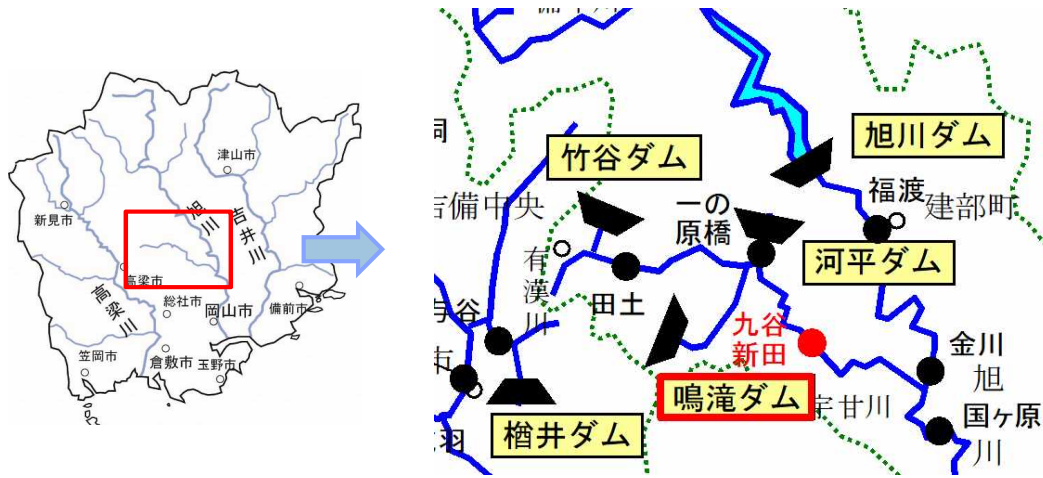 津山市
旭川
吉井川
新見市
高梁市
高梁川
総社市
岡山市
備前市
笠岡市
倉敷市
玉野市
旭川ダム
竹谷ダム
福渡
建部町
吉備中央
一の
原橋
河平ダム
有漢川
田土
九谷
新田
金川
旭
鳴滝ダム
宇甘川
国ヶ原
川
楢井ダム